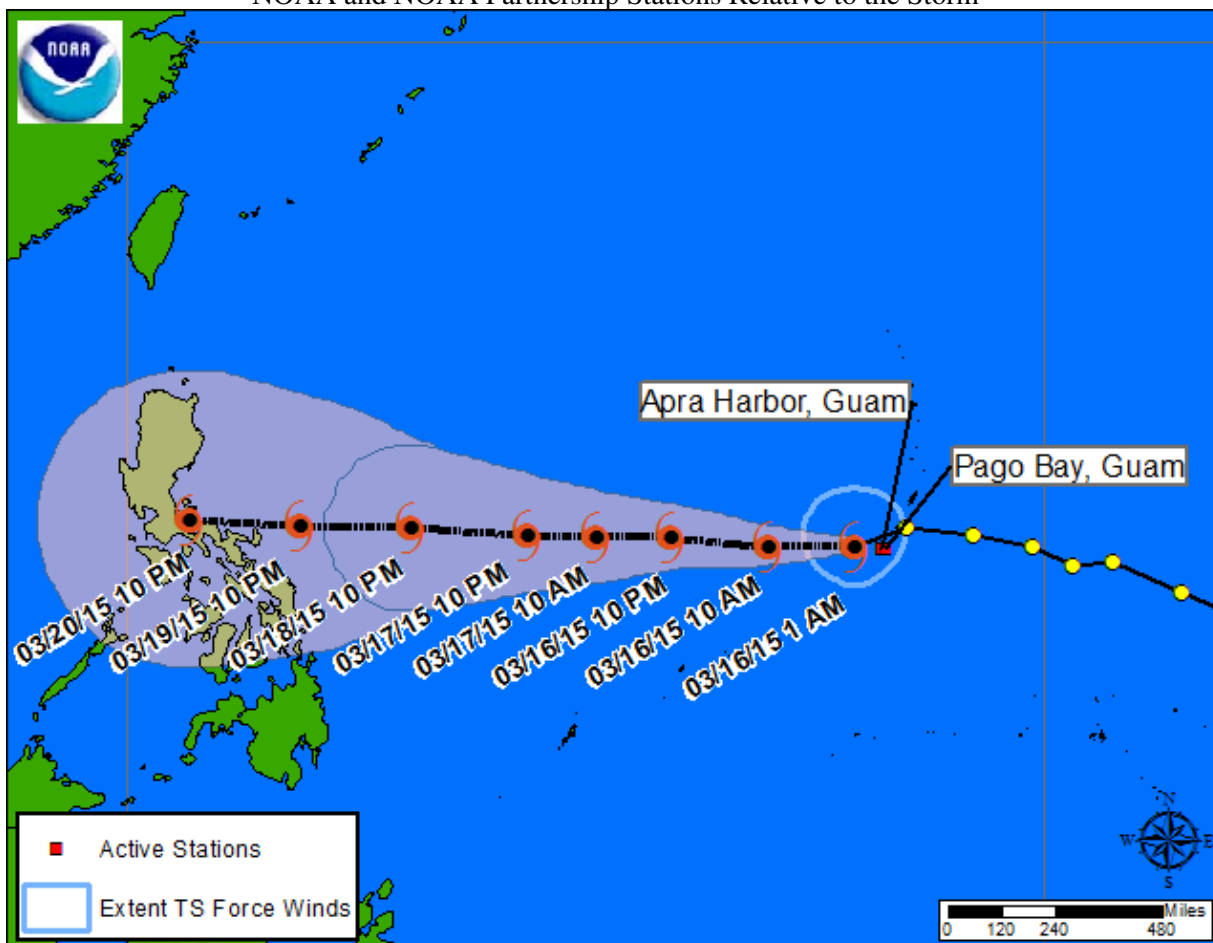 NOAA and NOAA Partnership Stations Relative to the Storm
NOAA
Apra Harbor, Guam
Pago Bay, Guam
03/20/15 10 PM
03/19/15 10 PM
03/18/15 10 PM
03/17/15 10 PM
03/17/15 10 AM
03/16/15 10 PM
03/16/15 10 AM
03/16/15 1 AM
Active Stations
Extent TS Force Winds
N
W E
S
Miles
0 120 240 480